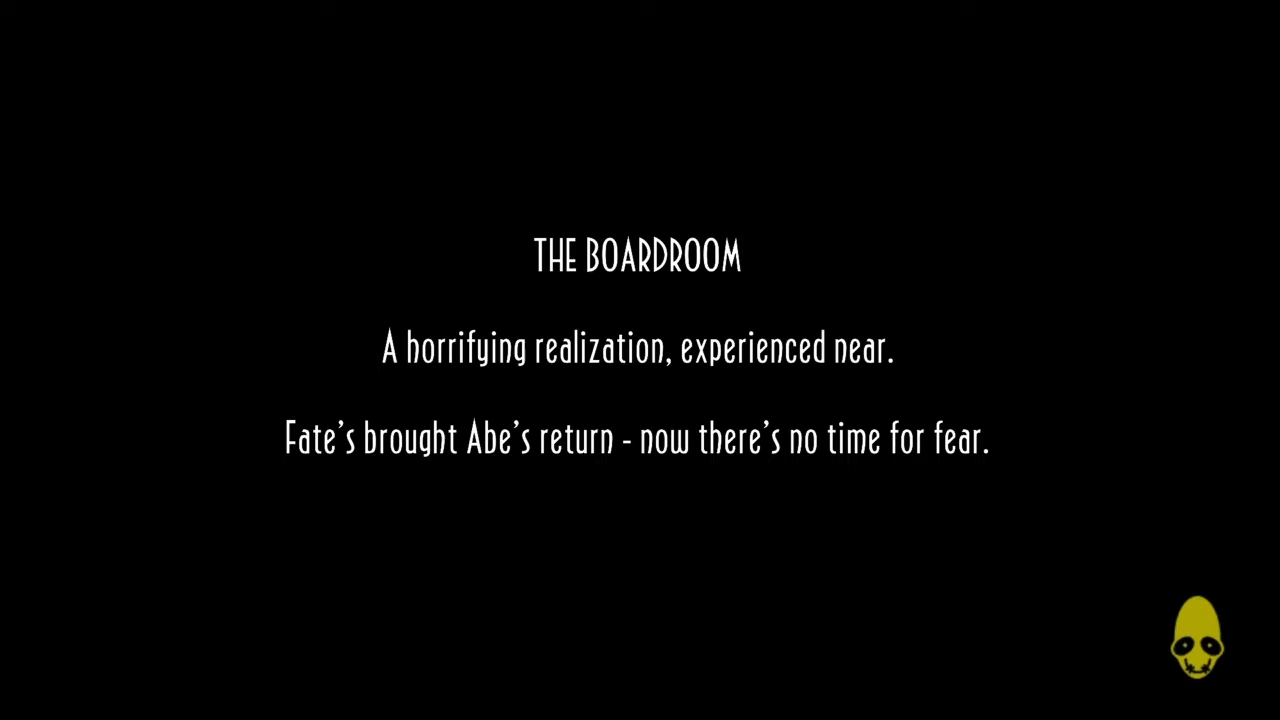 THE BOARDROOM
A horrifying realization, experienced near.
Fate's brought Abe's return - now there's no time for fear.